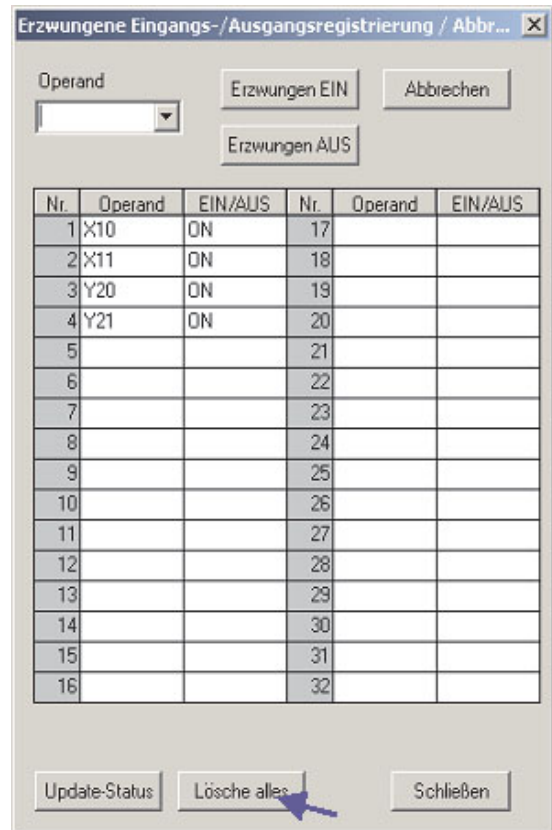 Erzwungene Eingangs-/Ausgangsregistrierung / Abbr... X
Operand
Erzwungen EIN
Abbrechen
Erzwungen AUS
Nr. Operand EIN/AUS Nr. Operand EIN/AUS
1 X10 ON 17
2 X11 ON 18
3 Y20 ON 19
4 Y21 ON 20
5 21
6 22
7 23
8 24
9 25
10 26
11 27
12 28
13 29
14 30
15 31
16 32
Update-Status Lösche alles Schließen